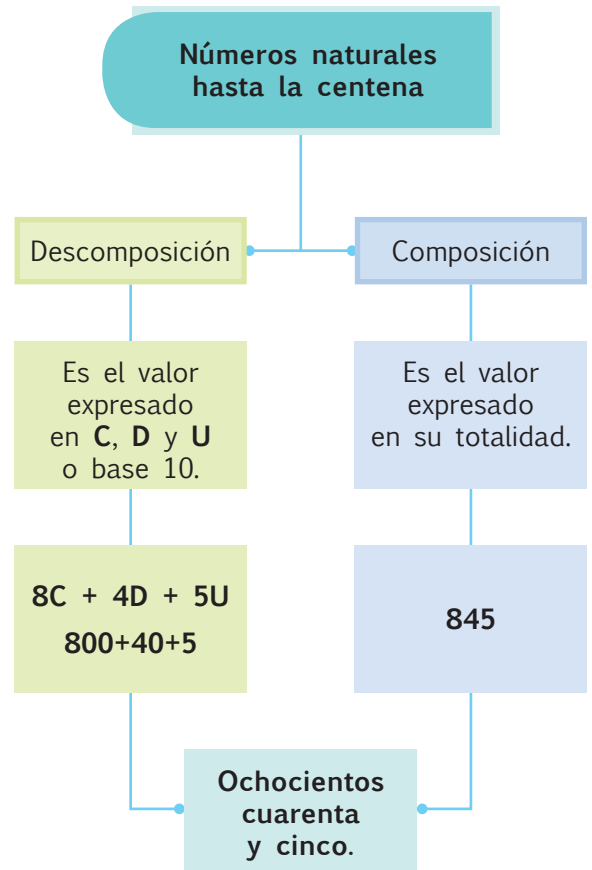 Números naturales
hasta la centena
Descomposición
Composición
Es el valor
expresado
en C, D y U
o base 10.
Es el valor
expresado
en su totalidad.
8C + 4D + 5U
800+40+5
845
Ochocientos
cuarenta
y cinco.